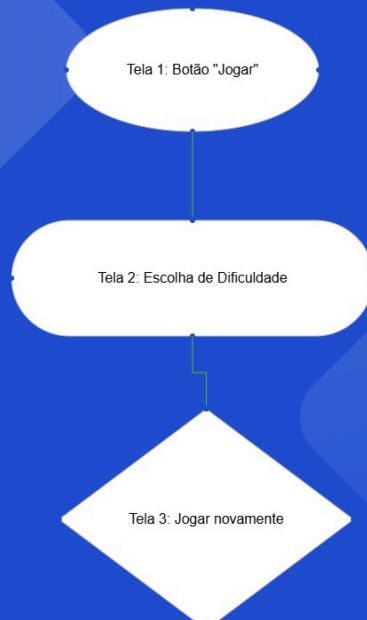 Tela 1: Botão "Jogar"
Tela 2: Escolha de Dificuldade
Tela 3: Jogar novamente